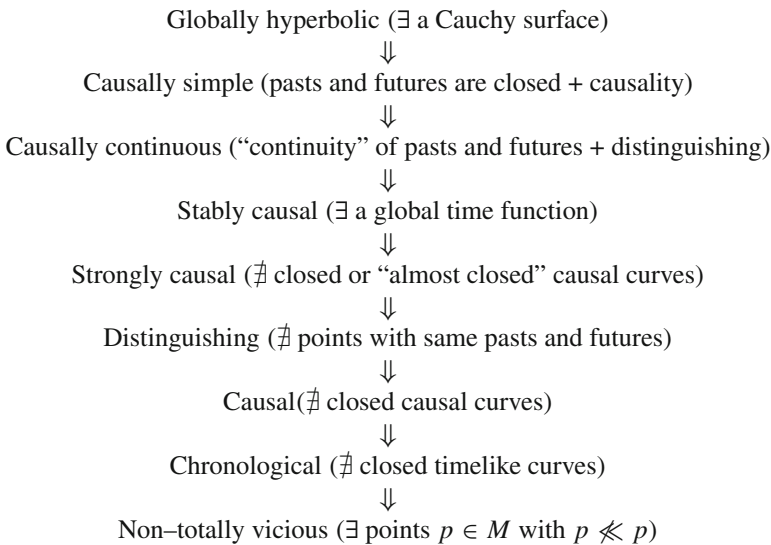 Globally hyperbolic (∃ a Cauchy surface)
⇓
Causally simple (pasts and futures are closed + causality)
⇓
Causally continuous (“continuity” of pasts and futures + distinguishing)
⇓
Stably causal (∃ a global time function)
⇓
Strongly causal (∄ closed or “almost closed” causal curves)
⇓
Distinguishing (∄ points with same pasts and futures)
⇓
Causal(∄ closed causal curves)
⇓
Chronological (∄ closed timelike curves)
⇓
Non–totally vicious (∃ points p ∈ M with p ≪̸ p)